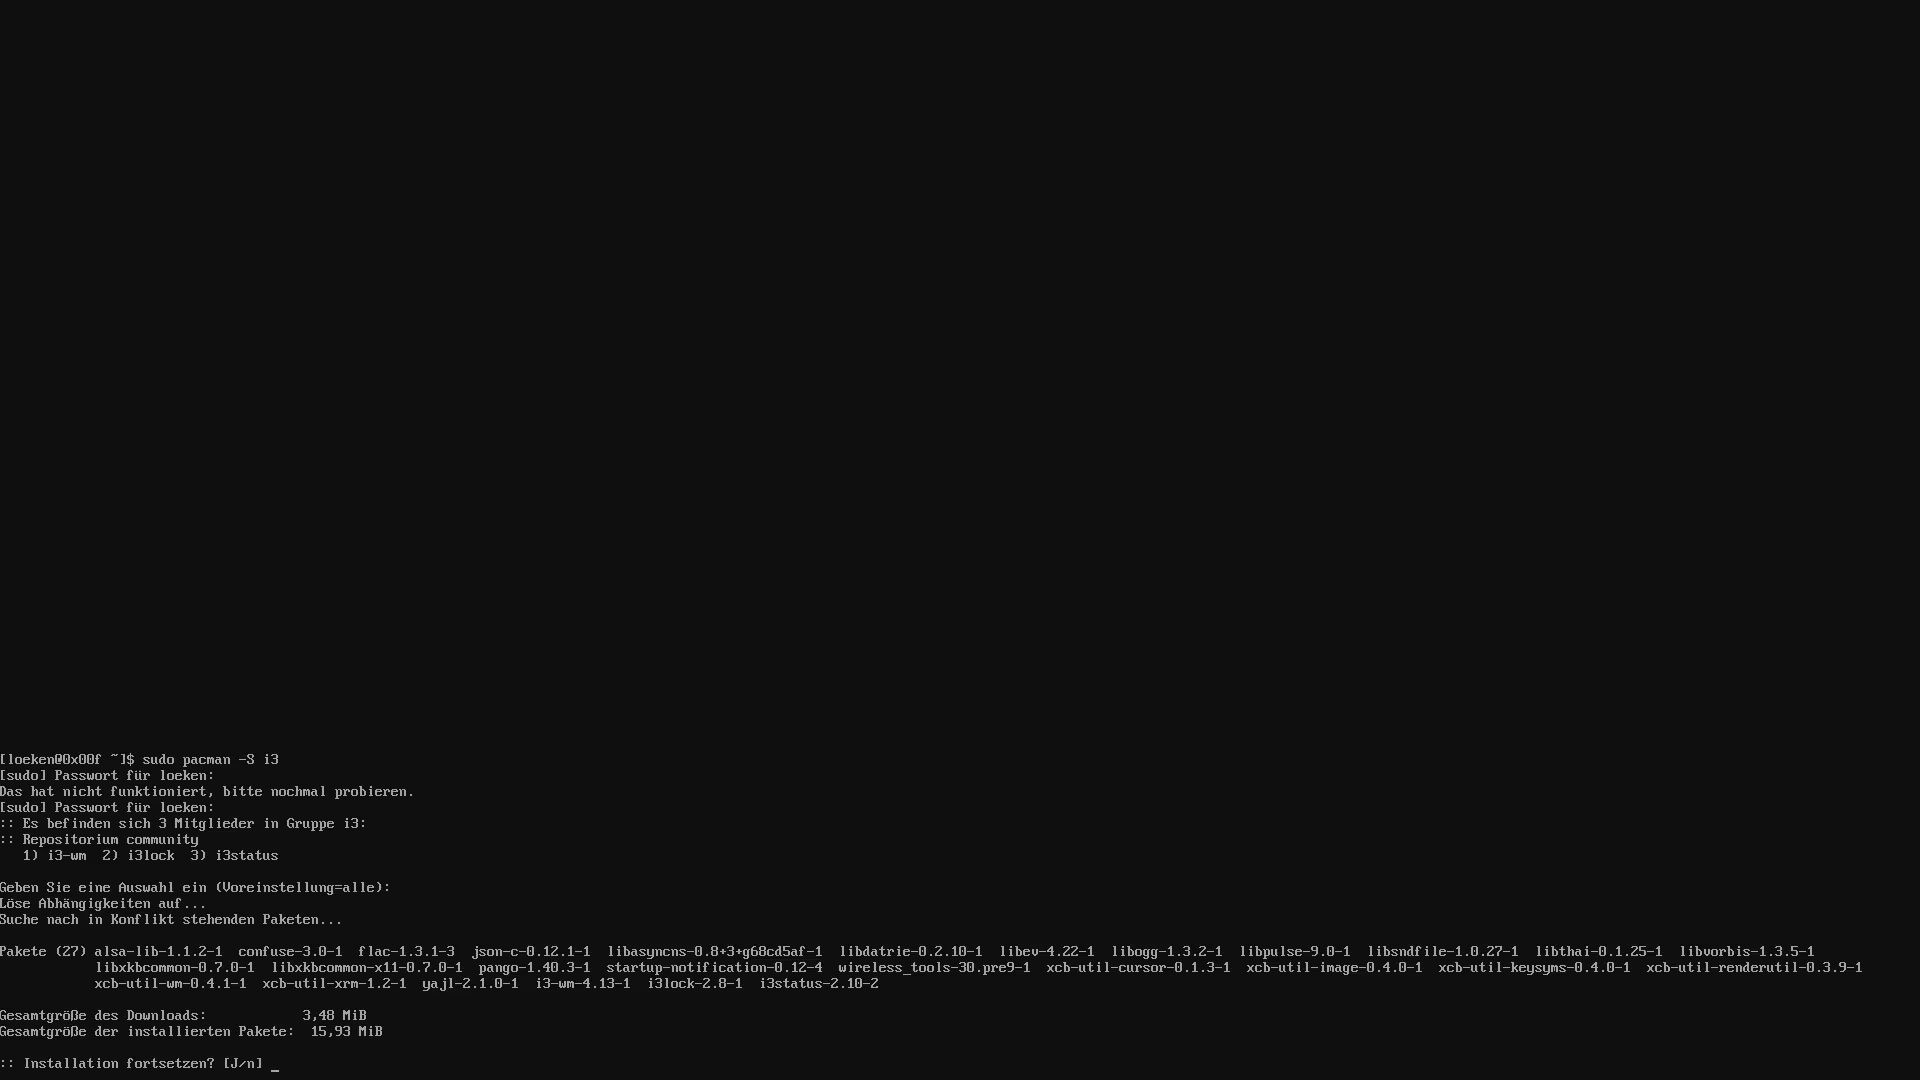 [loeken@0x00f ~]$ sudo pacman -S i3
[sudo] Passwort für loeken:
Das hat nicht funktioniert, bitte nochmal probieren.
[sudo] Passwort für loeken:
:: Es befinden sich 3 Mitglieder in Gruppe i3:
:: Repositorium community
   1) i3-wm  2) i3lock  3) i3status
Geben Sie eine Auswahl ein (Voreinstellung=alle):
Löse Abhängigkeiten auf...
Suche nach in Konflikt stehenden Paketen...
Pakete (27) alsa-lib-1.1.2-1  confuse-3.0-1  flac-1.3.1-3  json-c-0.12.1-1  libasyncns-0.8+3+g68cd5af-1  libdatrie-0.2.10-1  libev-4.22-1  libogg-1.3.2-1  libpulse-9.0-1  libsndfile-1.0.27-1  libthai-0.1.25-1  libvorbis-1.3.5-1
            libxkbcommon-0.7.0-1  libxkbcommon-x11-0.7.0-1  pango-1.40.3-1  startup-notification-0.12-4  wireless_tools-30.pre9-1  xcb-util-cursor-0.1.3-1  xcb-util-image-0.4.0-1  xcb-util-keysyms-0.4.0-1  xcb-util-renderutil-0.3.9-1
            xcb-util-wm-0.4.1-1  xcb-util-xrm-1.2-1  yajl-2.1.0-1  i3-wm-4.13-1  i3lock-2.8-1  i3status-2.10-2
Gesamtgröße des Downloads:            3,48 MiB
Gesamtgröße der installierten Pakete:  15,93 MiB
:: Installation fortsetzen? [J/n] _